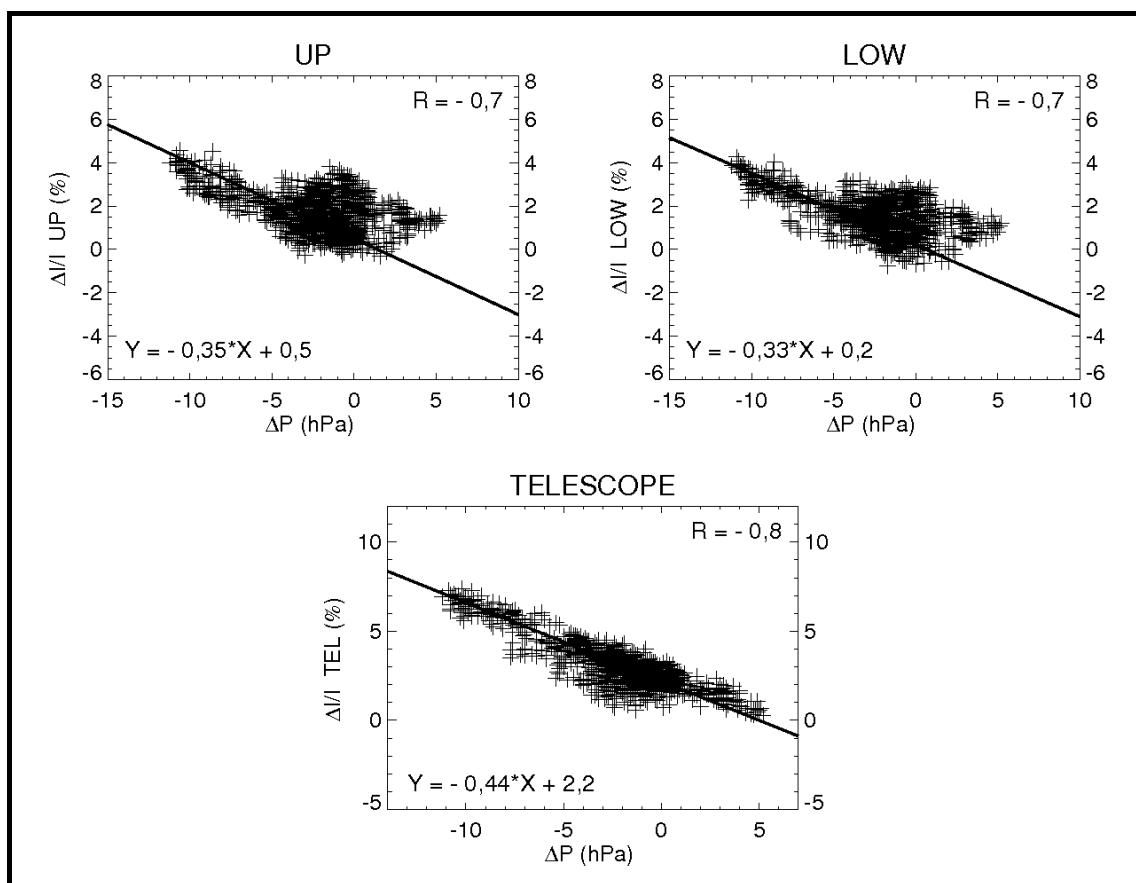 UP
R = - 0,7
8
6
4
2
0
-2
-4
-6
8
6
4
2
0
-2
-4
-6
ΔI/I UP (%)
Y = - 0,35*X + 0,5
-15 -10 -5 0 5 10
ΔP (hPa)
LOW
R = - 0,7
8
6
4
2
0
-2
-4
-6
8
6
4
2
0
-2
-4
-6
ΔI/I LOW (%)
Y = - 0,33*X + 0,2
-15 -10 -5 0 5 10
ΔP (hPa)
TELESCOPE
R = - 0,8
10
5
0
-5
10
5
0
-5
ΔI/I TEL (%)
Y = - 0,44*X + 2,2
-10 -5 0 5
ΔP (hPa)